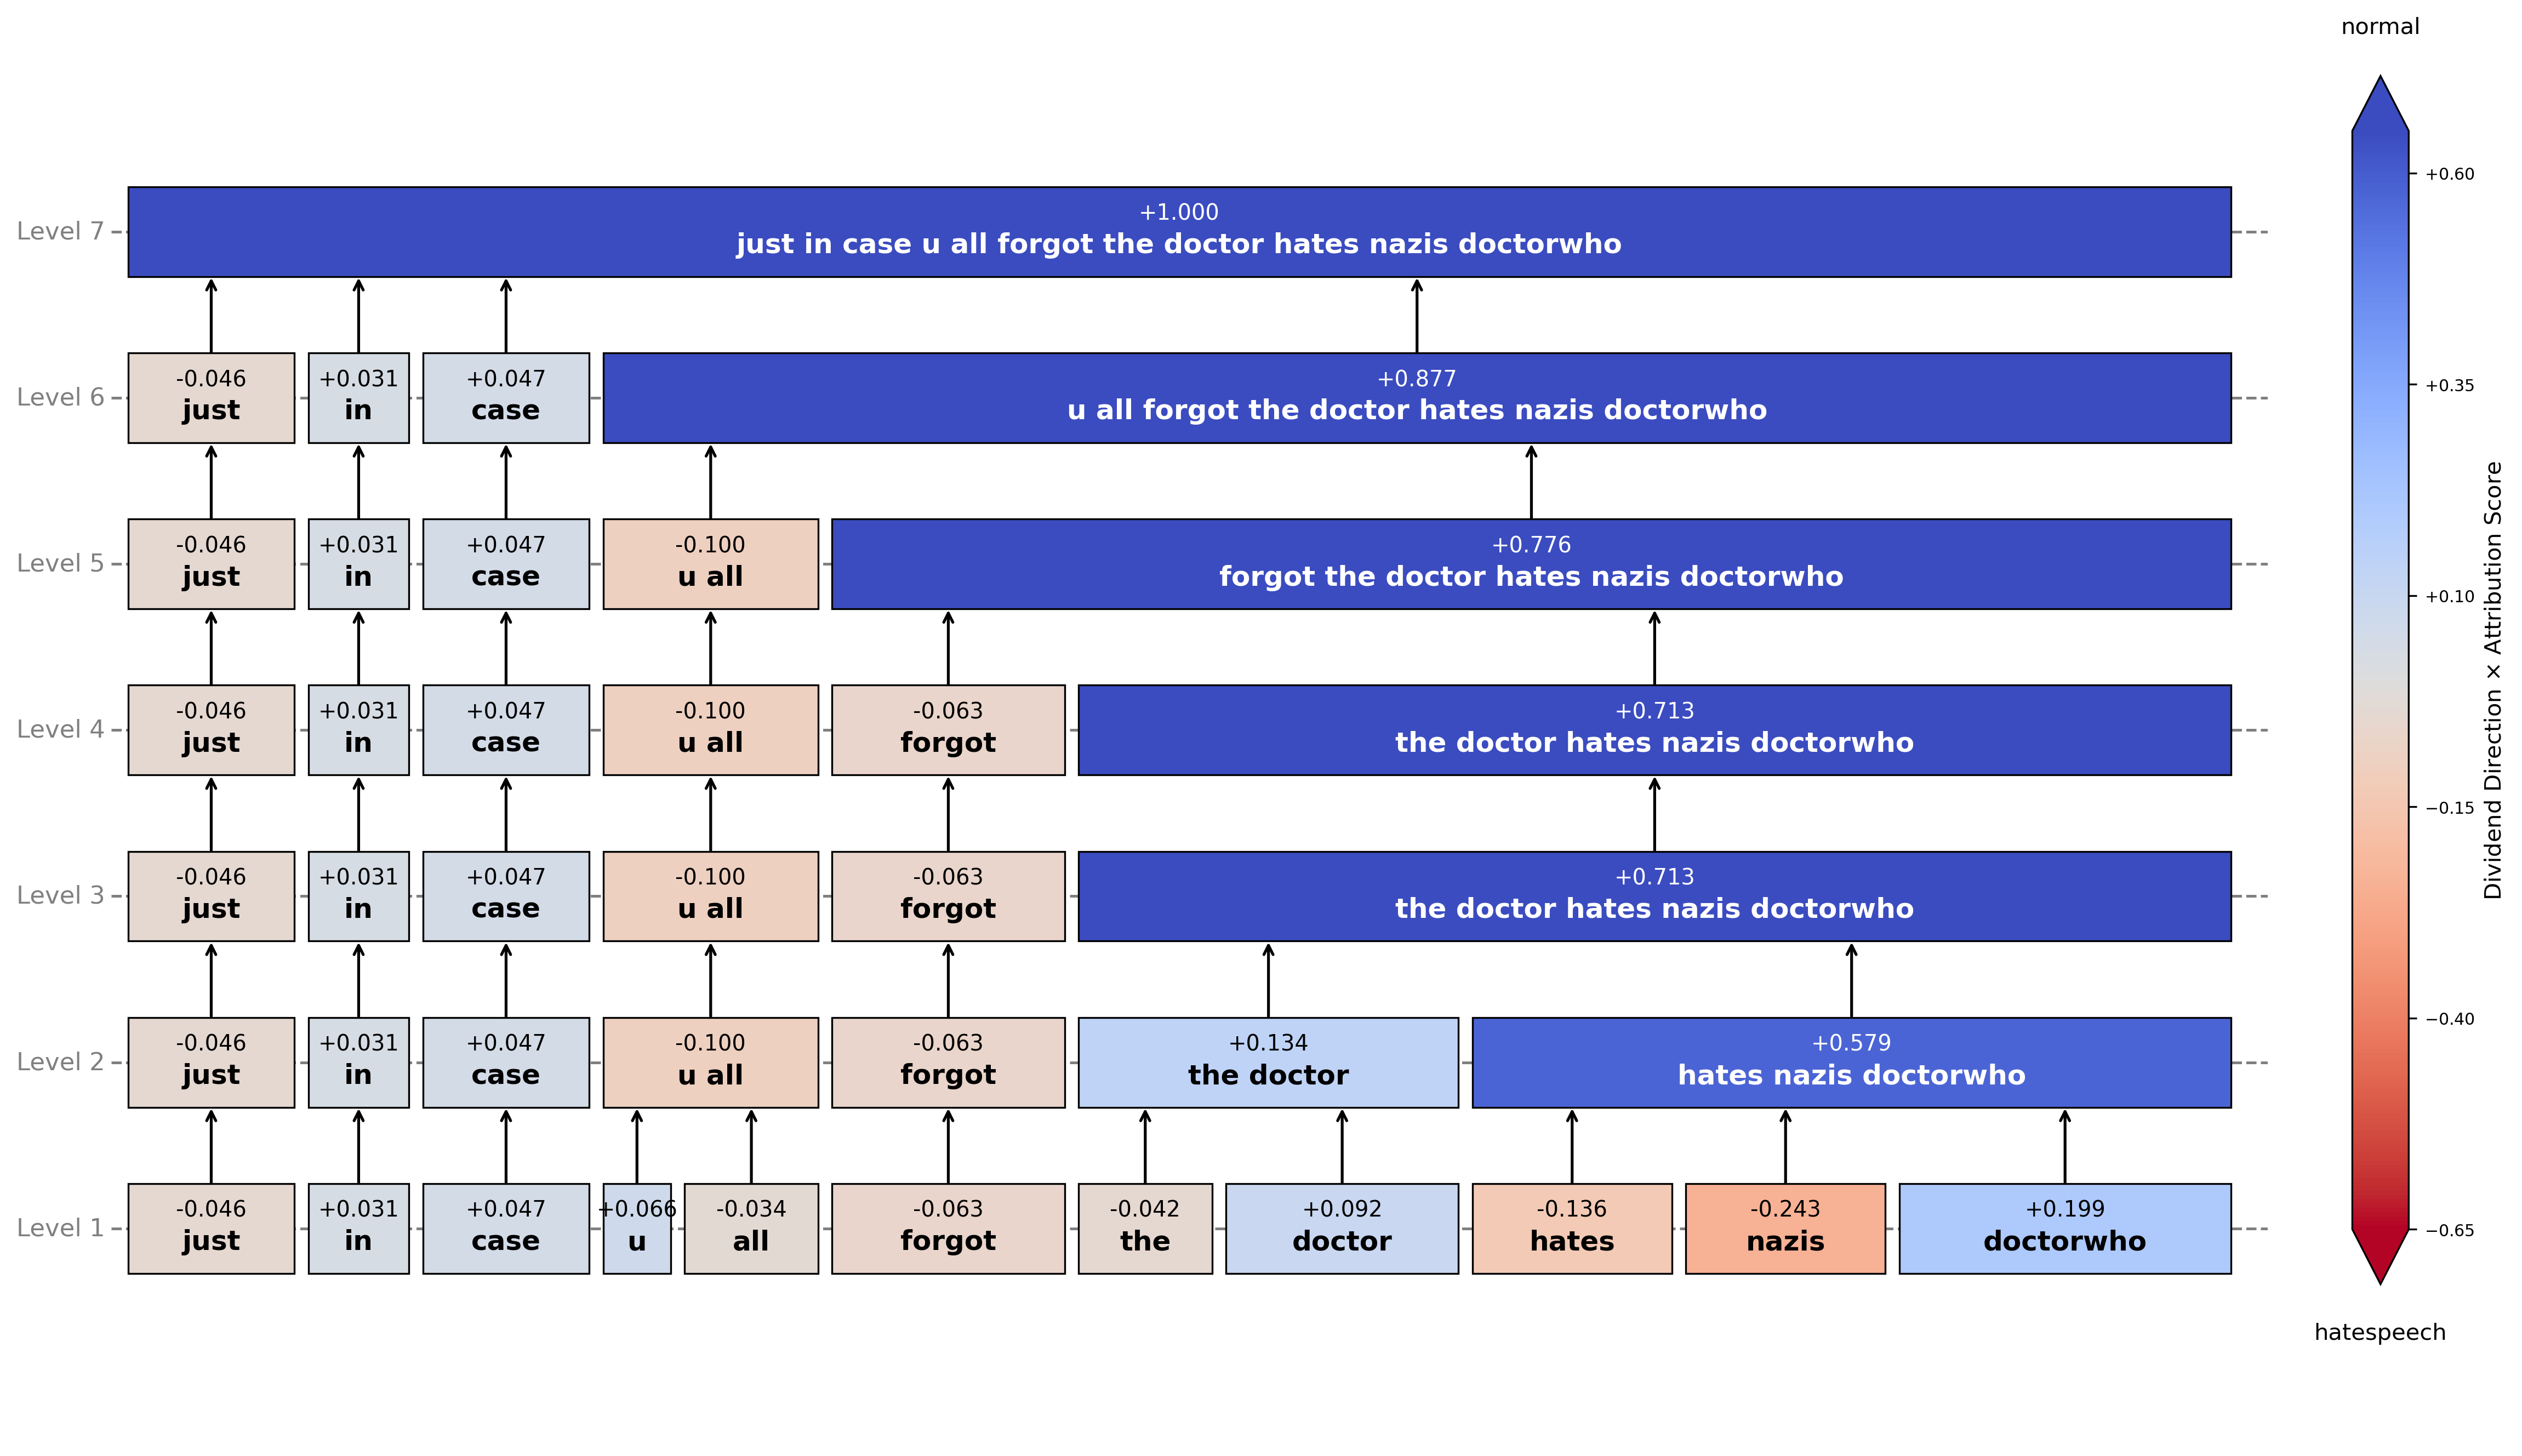 normal
Level 7
+1.000
just in case u all forgot the doctor hates nazis doctorwho
Level 6
-0.046 +0.031 +0.047 +0.877
just in case u all forgot the doctor hates nazis doctorwho
Level 5
-0.046 +0.031 +0.047 -0.100 +0.776
just in case u all forgot the doctor hates nazis doctorwho
Level 4
-0.046 +0.031 +0.047 -0.100 -0.063 +0.713
just in case u all forgot the doctor hates nazis doctorwho
Level 3
-0.046 +0.031 +0.047 -0.100 -0.063 +0.713
just in case u all forgot the doctor hates nazis doctorwho
Level 2
-0.046 +0.031 +0.047 -0.100 -0.063 +0.134 +0.579
just in case u all forgot the doctor hates nazis doctorwho
Level 1
-0.046 +0.031 +0.047 +0.066 -0.034 -0.063 -0.042 +0.092 -0.136 -0.243 +0.199
just in case u all forgot the doctor hates nazis doctorwho
+0.60
+0.35
+0.10
−0.15
−0.40
−0.65
Dividend Direction × Attribution Score
hatespeech